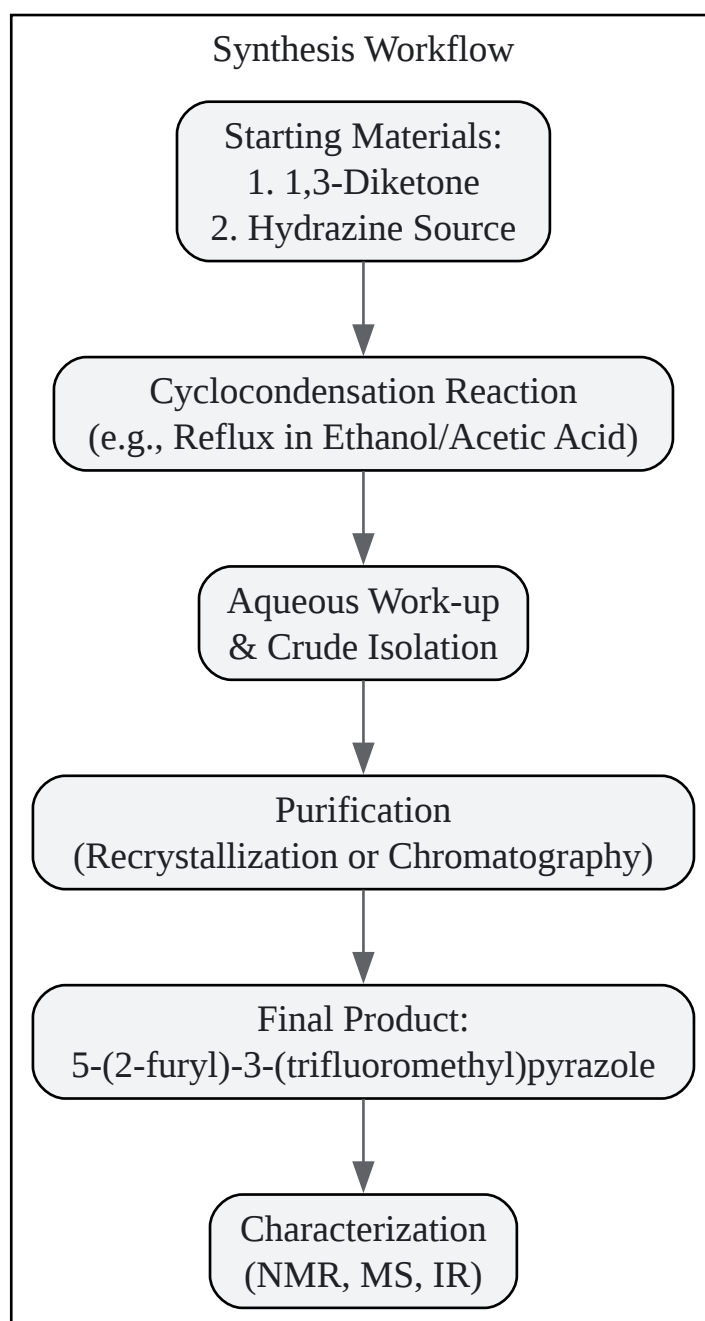 Synthesis Workflow
Starting Materials:
1. 1,3-Diketone
2. Hydrazine Source
Cyclocondensation Reaction
(e.g., Reflux in Ethanol/Acetic Acid)
Aqueous Work-up
& Crude Isolation
Purification
(Recrystallization or Chromatography)
Final Product:
5-(2-furyl)-3-(trifluoromethyl)pyrazole
Characterization
(NMR, MS, IR)